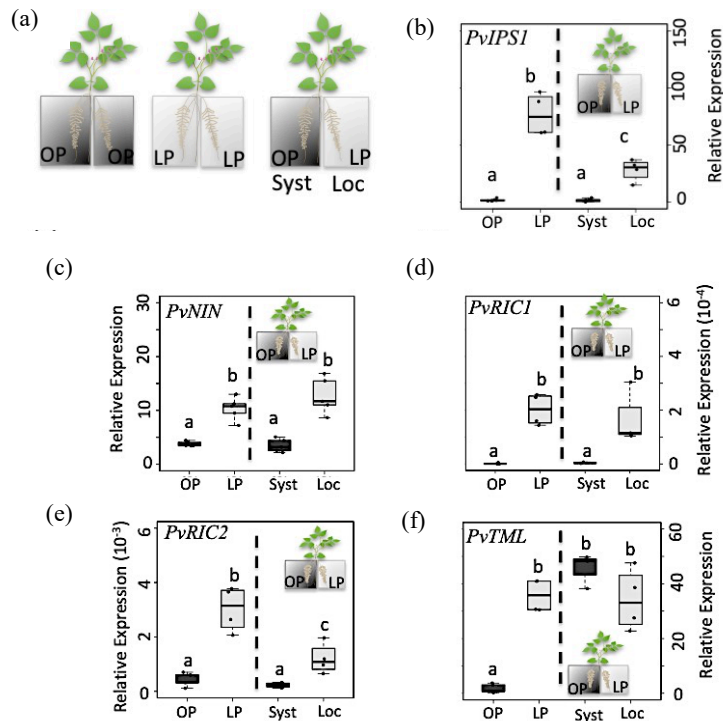 (a)
OP OP LP LP OP LP
Syst Loc
(b)
PvIPS1
150
100
50
0
Relative Expression
a b a c
OP LP
OP LP Syst Loc
(c)
PvNIN
30
20
10
0
Relative Expression
a b a b
OP LP
OP LP Syst Loc
(d)
PvRIC1
6
4
2
0
Relative Expression (10⁻⁴)
a b a b
OP LP
OP LP Syst Loc
(e)
PvRIC2
6
4
2
0
Relative Expression (10⁻³)
a b a c
OP LP
OP LP Syst Loc
(f)
PvTML
60
40
20
0
Relative Expression
a b b b
OP LP
OP LP Syst Loc